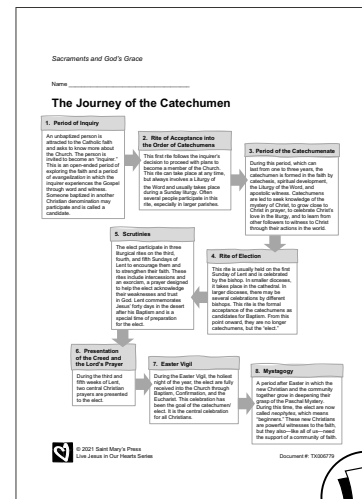 Sacraments and God's Grace
Name
The Journey of the Catechumen
1. Period of Inquiry
An unbaptized person is
attracted to the Catholic faith
and asks to know more about
the Church. The person is
invited to become an "inquirer."
This is an open-ended period of
exploring the faith and a period
of evangelization in which the
inquirer experiences the Gospel
through word and witness.
Someone baptized in another
Christian denomination may
participate and is called a
candidate.
2. Rite of Acceptance into
the Order of Catechumens
This first rite follows the inquirer's
decision to proceed with plans to
become a member of the Church.
This rite can take place at any time,
but always involves a Liturgy of
the Word and usually takes place
during a Sunday liturgy. Often
several people participate in this
rite, especially in larger parishes.
3. Period of the Catechumenate
During this period, which can
last from one to three years, the
catechumen is formed in the faith by
catechesis, spiritual development,
the Liturgy of the Word, and
apostolic witness. Catechumens
are led to seek knowledge of the
mystery of Christ, to grow close to
Christ in prayer, to celebrate Christ's
love in the liturgy, and to learn from
other followers to witness to Christ
through their actions in the world.
4. Rite of Election
This rite is usually held on the first
Sunday of Lent and is celebrated
by the bishop. In smaller dioceses,
it takes place in the cathedral. In
larger dioceses, there may be
several celebrations by different
bishops. This rite is the formal
acceptance of the catechumens as
candidates for Baptism. From this
point onward, they are no longer
catechumens, but the "elect."
5. Scrutinies
The elect participate in three
liturgical rites on the third,
fourth, and fifth Sundays of
Lent to encourage them and
to strengthen their faith. These
rites include intercessions and
an exorcism, a prayer designed
to help the elect acknowledge
their weaknesses and trust
in God. Lent commemorates
Jesus' forty days in the desert
after his Baptism and is a
special time of preparation
for the elect.
6. Presentation
of the Creed and
the Lord's Prayer
During the third and
fifth weeks of Lent,
two central Christian
prayers are presented
to the elect.
7. Easter Vigil
During the Easter Vigil, the holiest
night of the year, the elect are fully
received into the Church through
Baptism, Confirmation, and the
Eucharist. This celebration has
been the goal of the catechumen/
elect. It is the central celebration
for all Christians.
8. Mystagogy
A period after Easter in which the
new Christian and the community
together grow in deepening their
grasp of the Paschal Mystery.
During this time, the elect are now
called neophytes, which means
"beginners." These new Christians
are powerful witnesses to the faith,
but they also—like all of us—need
the support of a community of faith.
© 2021 Saint Mary's Press
Live Jesus in Our Hearts Series
Document #: TX006779